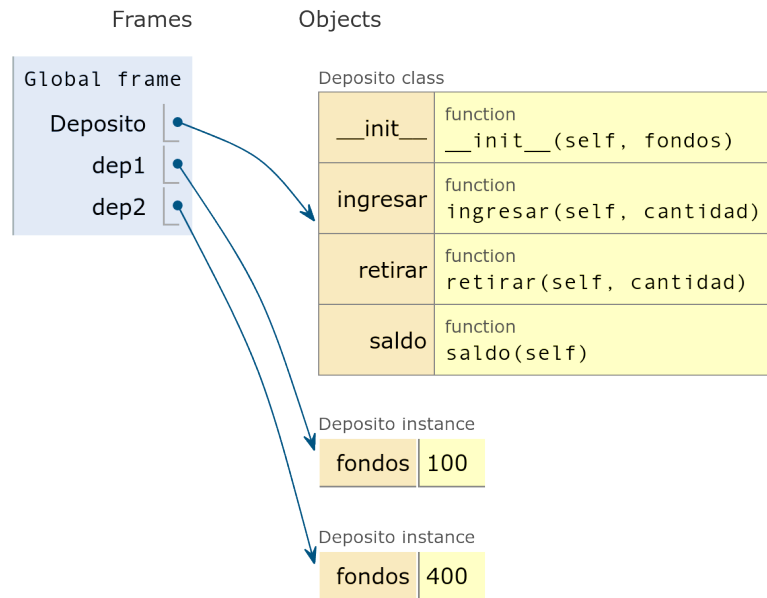 Frames Objects
Global frame
Deposito
dep1
dep2
Deposito class
__init__ function
__init__(self, fondos)
ingresar function
ingresar(self, cantidad)
retirar function
retirar(self, cantidad)
saldo function
saldo(self)
Deposito instance
fondos 100
Deposito instance
fondos 400